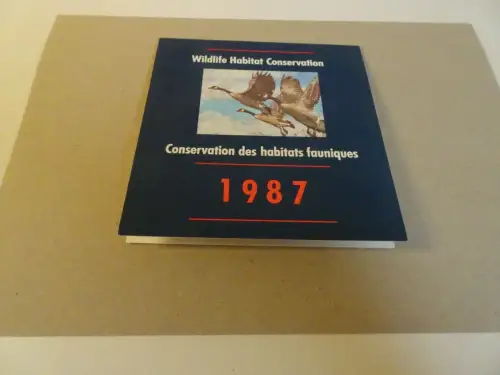 Wildlife Habitat Conservation
Conservation des habitats fauniques
1987